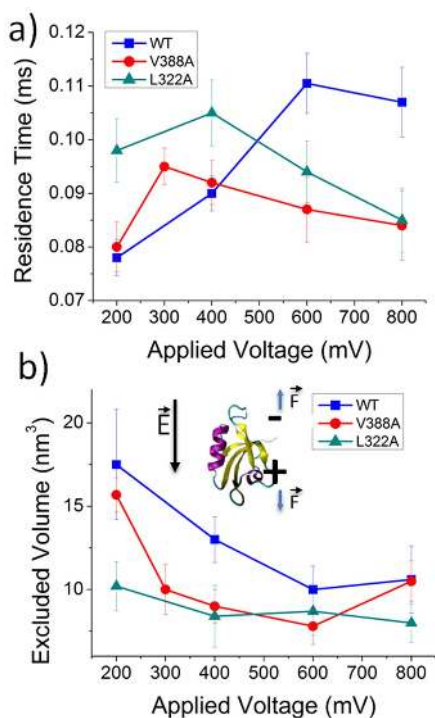 a)
0.12
0.11
0.10
0.09
0.08
0.07
Residence Time (ms)
WT
V388A
L322A
200 300 400 500 600 700 800
Applied Voltage (mV)
b)
20
15
10
Excluded Volume (nm³)
E
-
F
+
F
WT
V388A
L322A
200 300 400 500 600 700 800
Applied Voltage (mV)